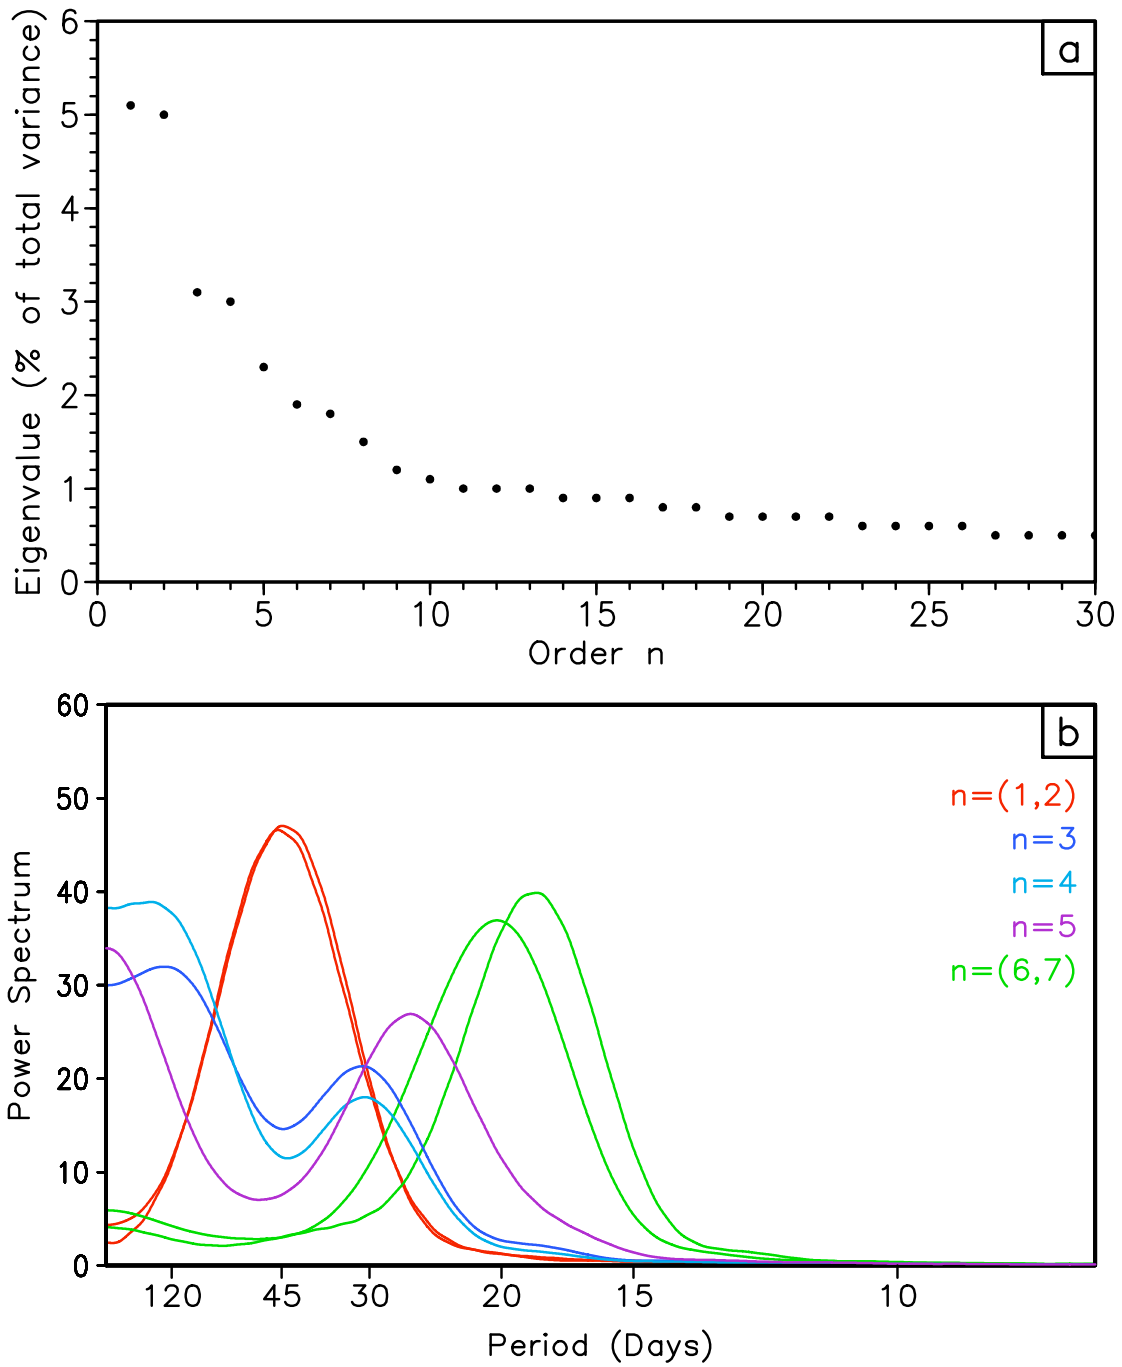 Eigenvalue (% of total variance)
6
5
4
3
2
1
0
a
0 5 10 15 20 25 30
Order n
Power Spectrum
60
50
40
30
20
10
0
b
n=(1,2)
n=3
n=4
n=5
n=(6,7)
120 45 30 20 15 10
Period (Days)